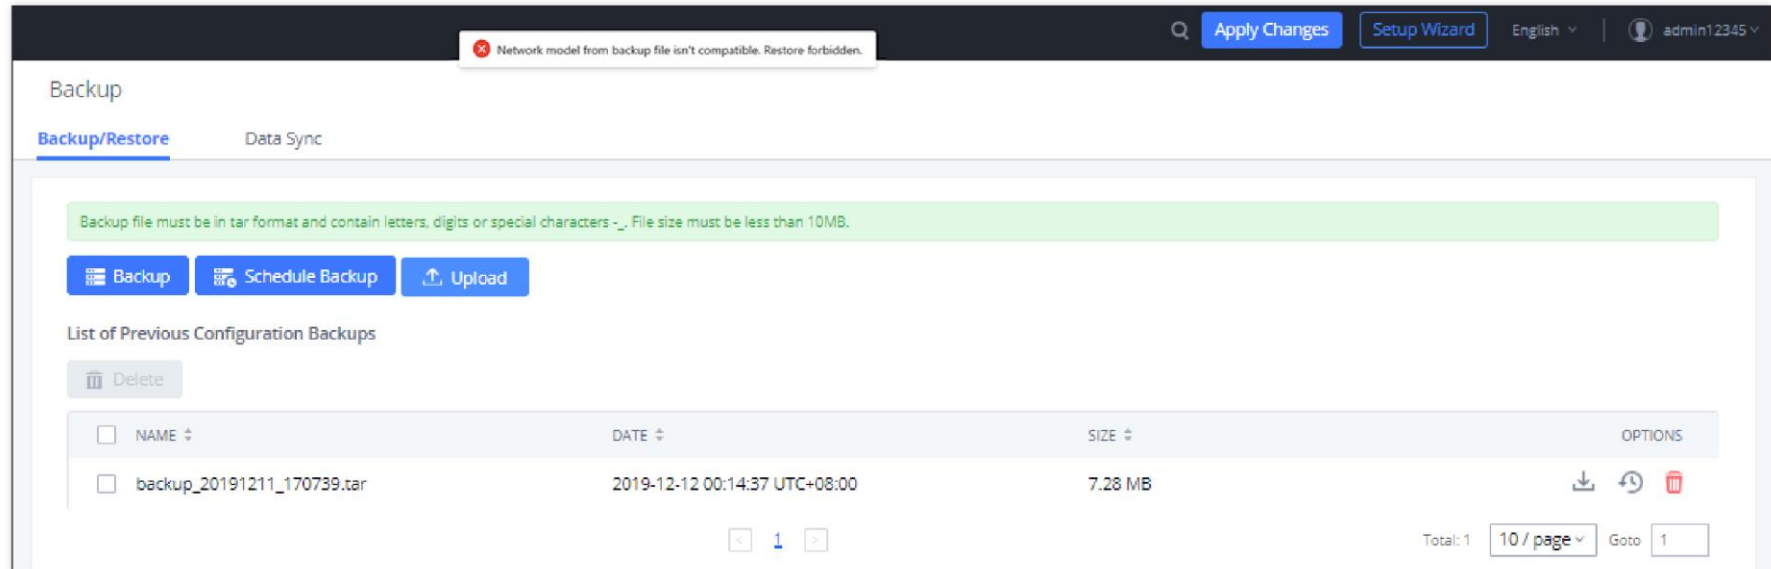 Apply Changes Setup Wizard English admin12345
Network model from backup file isn't compatible. Restore forbidden.
Backup
Backup/Restore Data Sync
Backup file must be in tar format and contain letters, digits or special characters -_. File size must be less than 10MB.
Backup Schedule Backup Upload
List of Previous Configuration Backups
Delete
NAME DATE SIZE OPTIONS
backup_20191211_170739.tar 2019-12-12 00:14:37 UTC+08:00 7.28 MB
< 1 > Total: 1 10 / page Goto 1